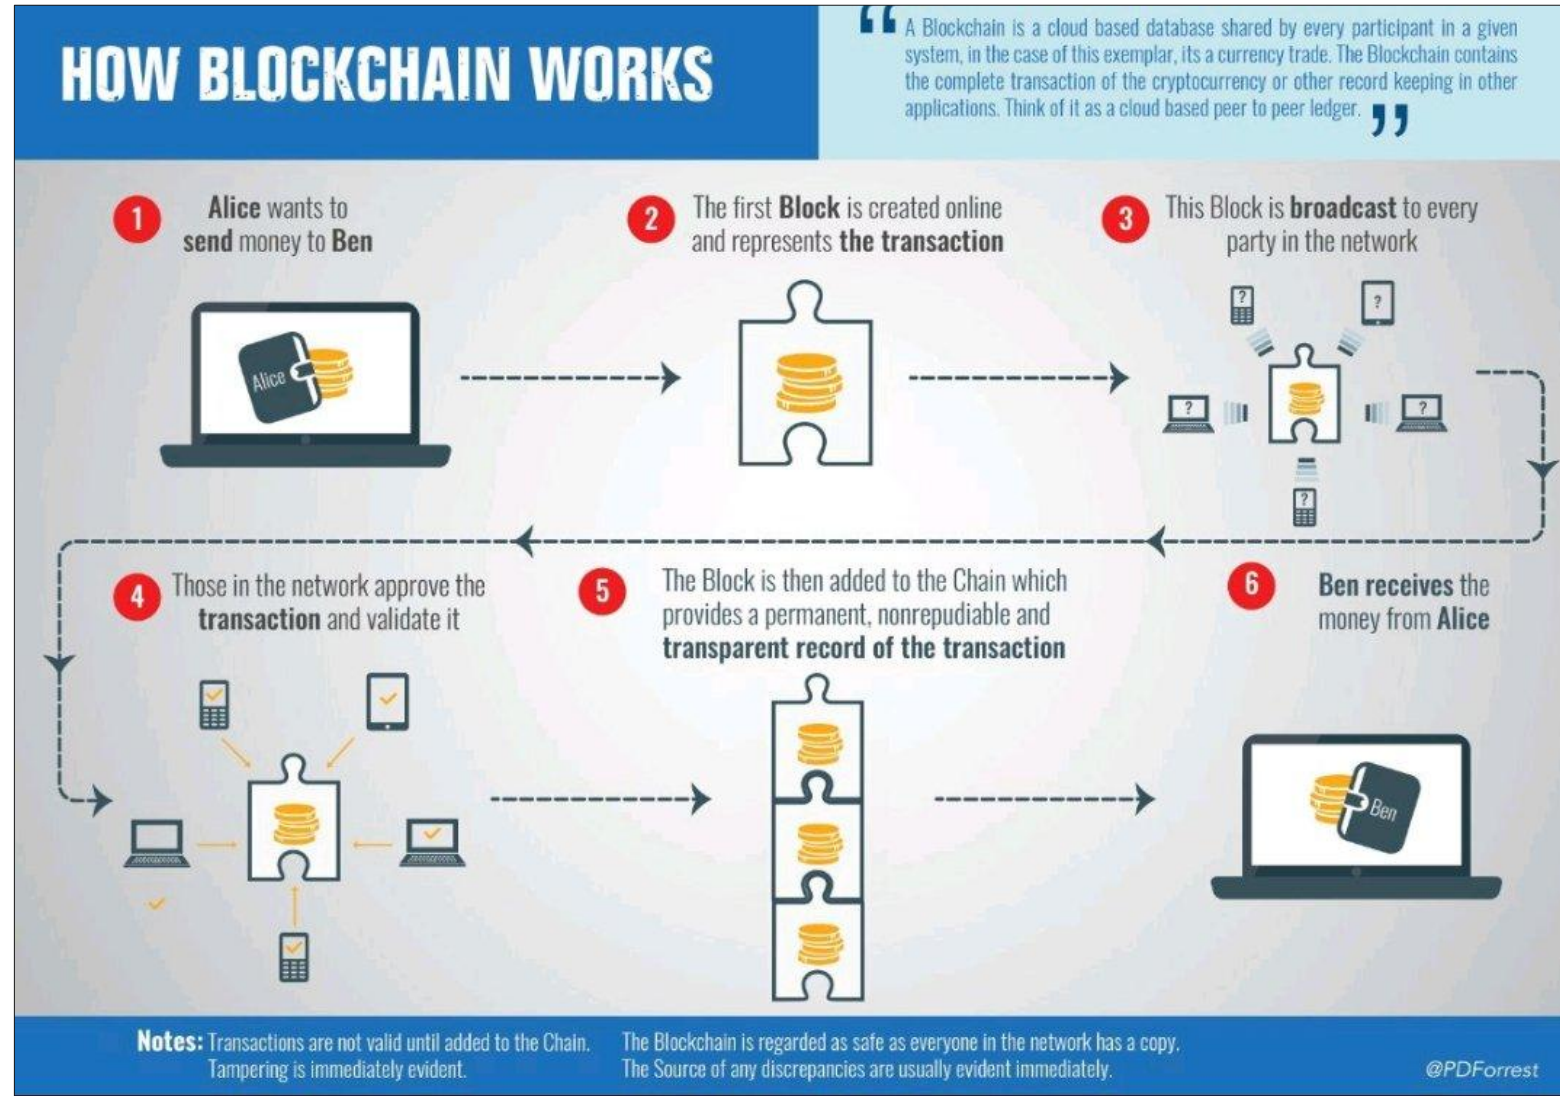 HOW BLOCKCHAIN WORKS
“ A Blockchain is a cloud based database shared by every participant in a given
system, in the case of this exemplar, its a currency trade. The Blockchain contains
the complete transaction of the cryptocurrency or other record keeping in other
applications. Think of it as a cloud based peer to peer ledger. ”
1
Alice wants to
send money to Ben
Alice
2
The first Block is created online
and represents the transaction
3
This Block is broadcast to every
party in the network
?
?
?
?
?
4
Those in the network approve the
transaction and validate it
5
The Block is then added to the Chain which
provides a permanent, nonrepudiable and
transparent record of the transaction
6
Ben receives the
money from Alice
Ben
Notes: Transactions are not valid until added to the Chain.
Tampering is immediately evident.
The Blockchain is regarded as safe as everyone in the network has a copy.
The Source of any discrepancies are usually evident immediately.
@PDForrest